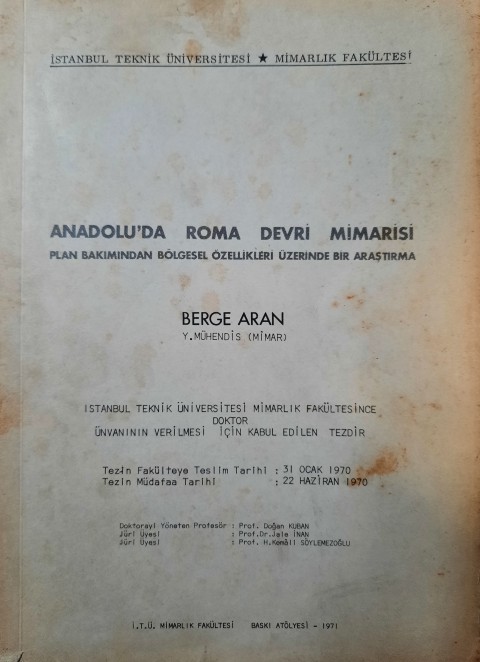 İSTANBUL TEKNİK ÜNİVERSİTESİ ★ MİMARLIK FAKÜLTESİ
ANADOLU'DA ROMA DEVRİ MİMARİSİ
PLAN BAKIMINDAN BÖLGESEL ÖZELLİKLERİ ÜZERİNDE BİR ARAŞTIRMA
BERGE ARAN
Y.MÜHENDİS (MİMAR)
ISTANBUL TEKNİK ÜNİVERSİTESİ MİMARLIK FAKÜLTESİNCE
DOKTOR
ÜNVANININ VERİLMESİ İÇİN KABUL EDİLEN TEZDİR
Tezin Fakülteye Teslim Tarihi : 31 OCAK 1970
Tezin Müdafaa Tarihi : 22 HAZİRAN 1970
Doktorayi Yöneten Profesör : Prof. Doğan KUBAN
Jüri Üyesi : Prof.Dr.Jale İNAN
Jüri Üyesi : Prof. H.Kemâli SÖYLEMEZOĞLU
İ.T.Ü. MİMARLIK FAKÜLTESİ BASKI ATÖLYESİ - 1971